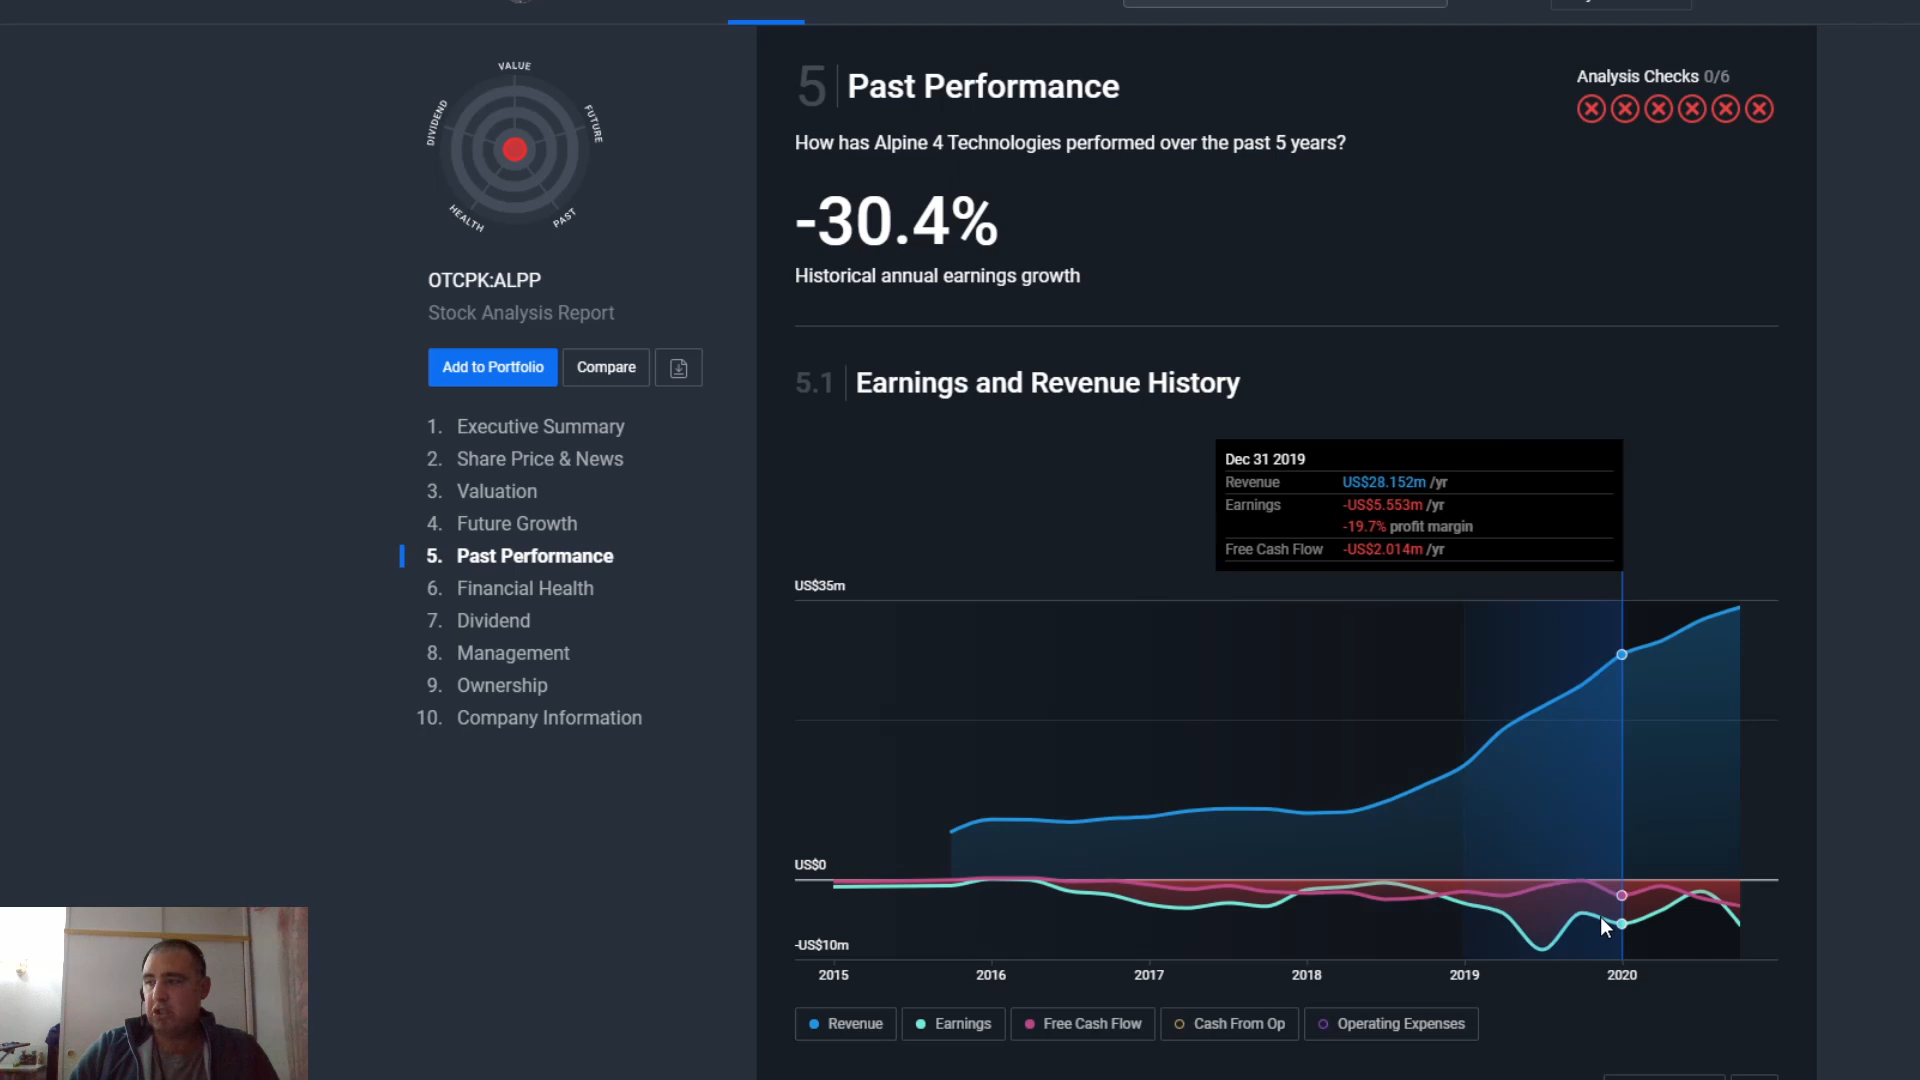 VALUE
FUTURE
PAST
HEALTH
DIVIDEND
OTCPK:ALPP
Stock Analysis Report
Add to Portfolio
Compare
1. Executive Summary
2. Share Price & News
3. Valuation
4. Future Growth
5. Past Performance
6. Financial Health
7. Dividend
8. Management
9. Ownership
10. Company Information
5 Past Performance
Analysis Checks 0/6
How has Alpine 4 Technologies performed over the past 5 years?
-30.4%
Historical annual earnings growth
5.1 Earnings and Revenue History
Dec 31 2019
Revenue US$28.152m /yr
Earnings -US$5.553m /yr
-19.7% profit margin
Free Cash Flow -US$2.014m /yr
US$35m
US$0
-US$10m
2015 2016 2017 2018 2019 2020
Revenue Earnings Free Cash Flow Cash From Op Operating Expenses